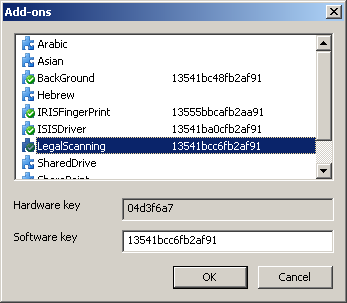 Add-ons
Arabic
Asian
BackGround 13541bc48fb2af91
Hebrew
IRISFingerPrint 13555bbcafb2aa91
ISISDriver 13541ba0cfb2af91
LegalScanning 13541bcc6fb2af91
SharedDrive
SharePoint
Hardware key 04d3f6a7
Software key 13541bcc6fb2af91
OK Cancel